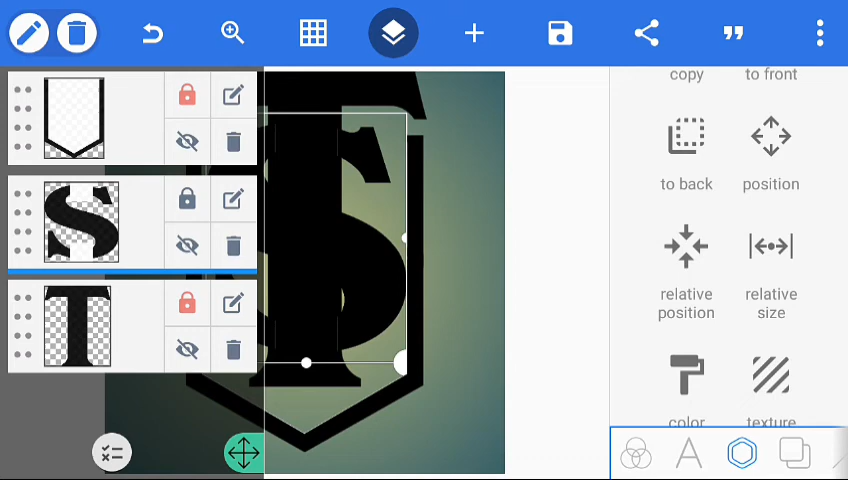 copy
to front
to back
position
relative
position
relative
size
color
texture
S
T